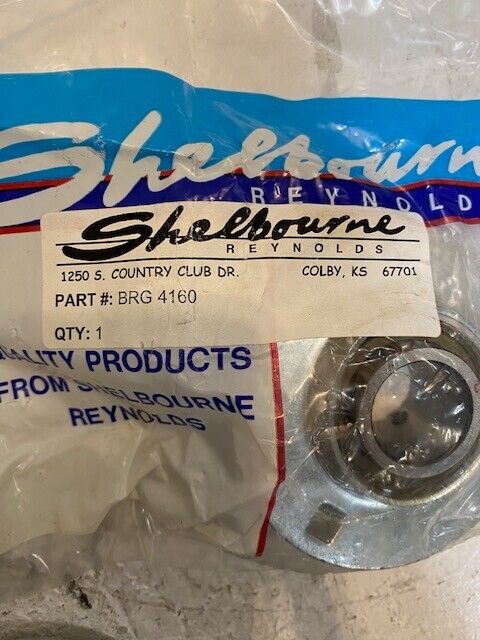 Shelbourne
REYNOLD
Shelbourne
REYNOLDS
1250 S. COUNTRY CLUB DR. COLBY, KS 67701
PART #: BRG 4160
QTY: 1
ALITY PRODUCTS
FROM SHELBOURNE
REYNOLDS